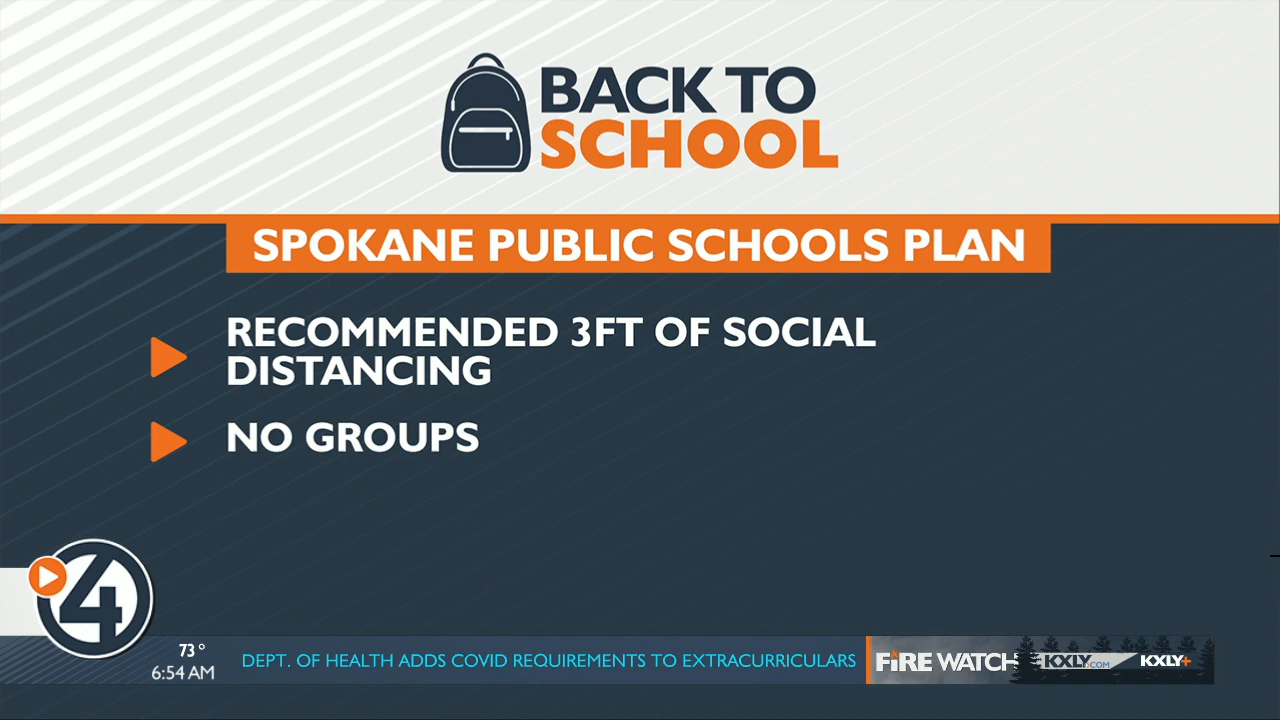 BACK TO
SCHOOL
SPOKANE PUBLIC SCHOOLS PLAN
RECOMMENDED 3FT OF SOCIAL
DISTANCING
NO GROUPS
4
73°
6:54 AM
DEPT. OF HEALTH ADDS COVID REQUIREMENTS TO EXTRACURRICULARS
FIRE WATCH
KXLY.COM
KXLY+